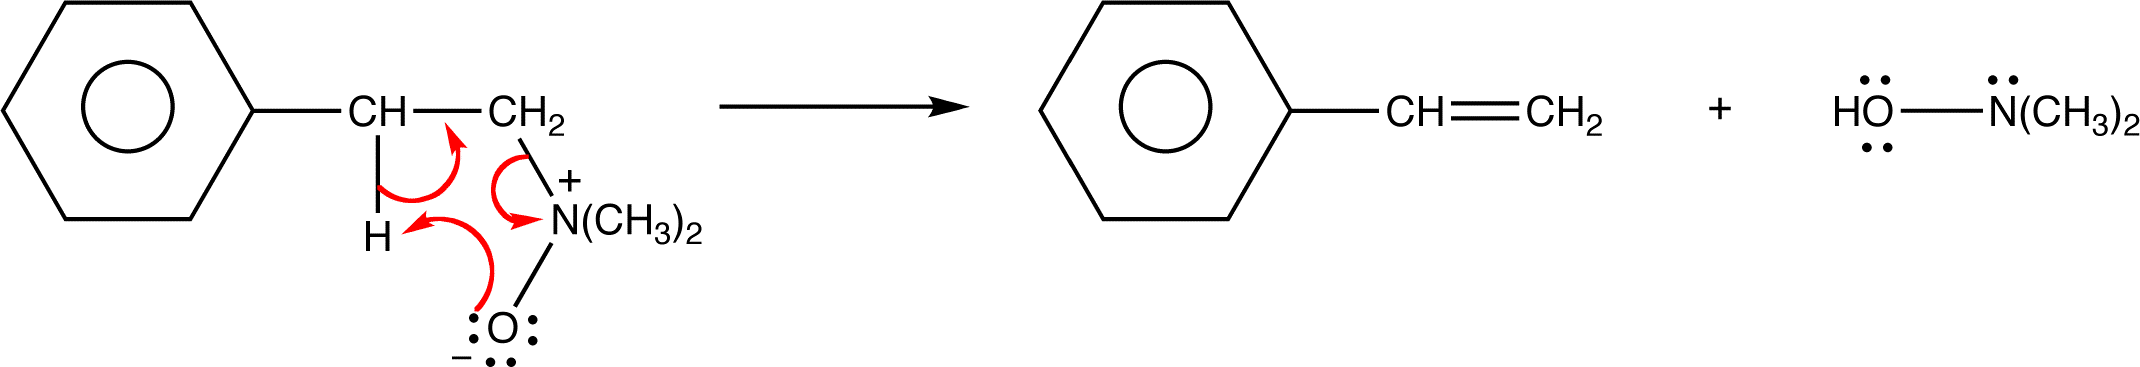 CH CH₂ CH CH₂ + HO N(CH₃)₂
+
H N(CH₃)₂
O
−